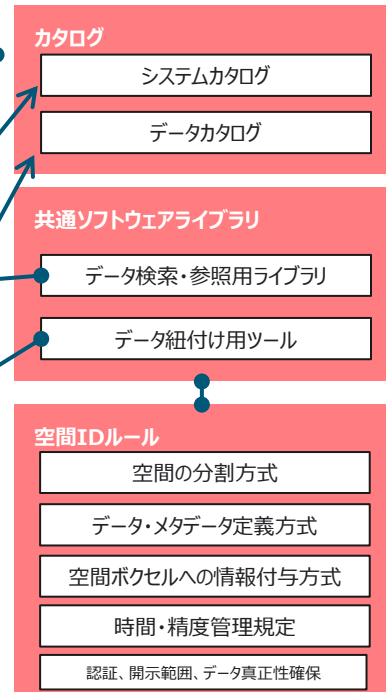 カタログ
システムカタログ
データカタログ
共通ソフトウェアライブラリ
データ検索・参照用ライブラリ
データ紐付け用ツール
空間IDルール
空間の分割方式
データ・メタデータ定義方式
空間ボクセルへの情報付与方式
時間・精度管理規定
認証、開示範囲、データ真正性確保